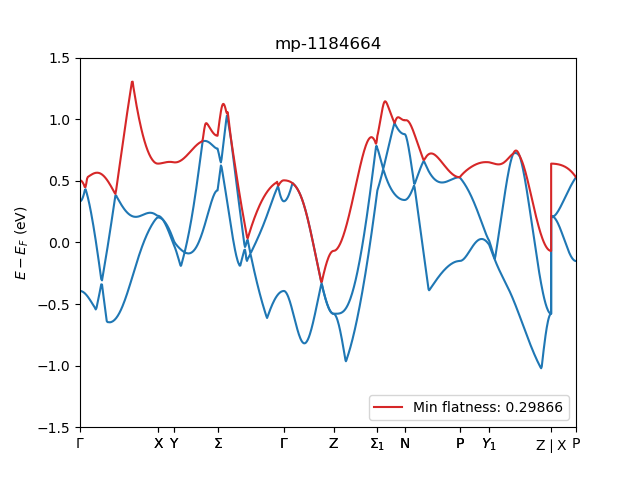 mp-1184664
E − E_F (eV)
1.5
1.0
0.5
0.0
−0.5
−1.0
−1.5
Min flatness: 0.29866
Γ X Y Σ Γ Z Σ₁ N P Y₁ Z | X P